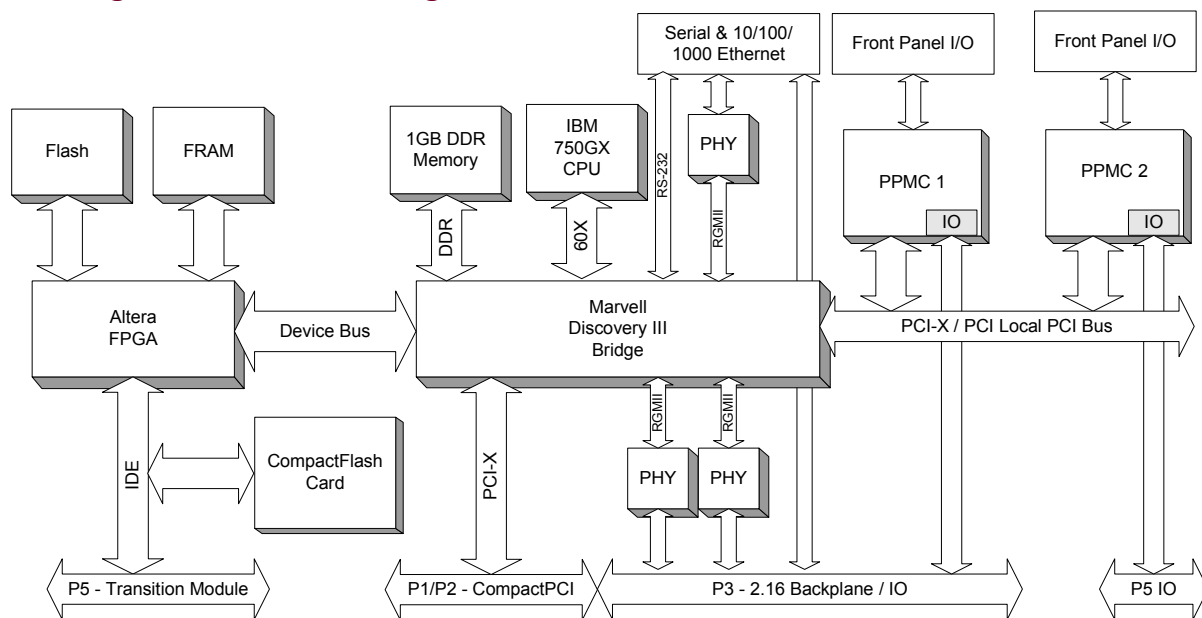 Serial & 10/100/
1000 Ethernet
Front Panel I/O
Front Panel I/O
Flash
FRAM
1GB DDR
Memory
IBM
750GX
CPU
PHY
PPMC 1
IO
PPMC 2
IO
RS-232
RGMII
DDR
60X
Altera
FPGA
Device Bus
Marvell
Discovery III
Bridge
PCI-X / PCI Local PCI Bus
IDE
CompactFlash
Card
PCI-X
RGMII
RGMII
PHY
PHY
P5 - Transition Module
P1/P2 - CompactPCI
P3 - 2.16 Backplane / IO
P5 IO